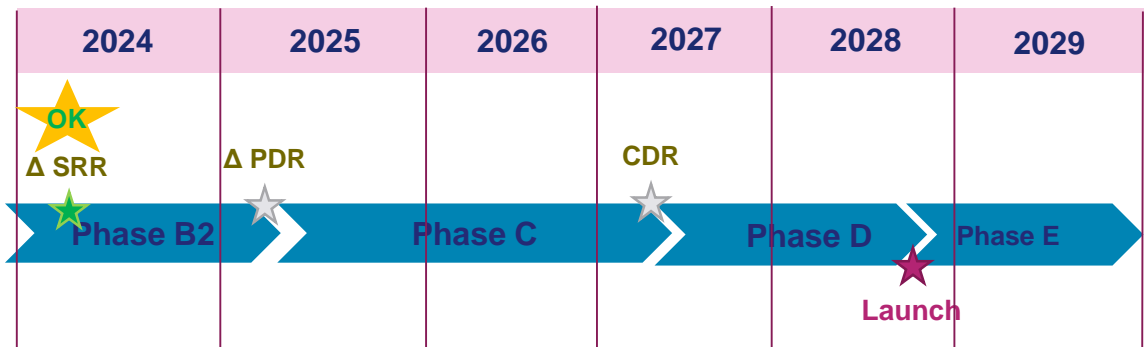 2024 2025 2026 2027 2028 2029
OK
Δ SRR Δ PDR CDR
Phase B2 Phase C Phase D Phase E
Launch